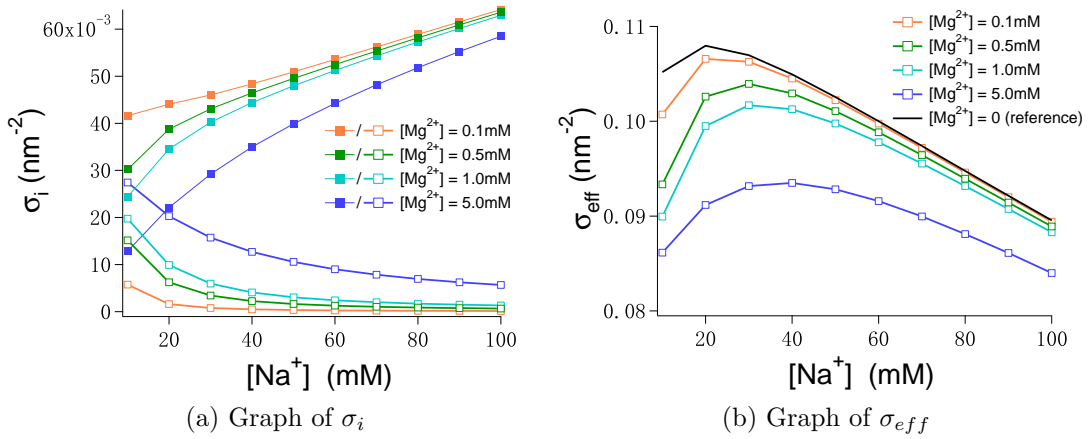 60x10⁻³
50
40
30
20
10
0
σᵢ (nm⁻²)
/ [Mg²⁺] = 0.1mM
/ [Mg²⁺] = 0.5mM
/ [Mg²⁺] = 1.0mM
/ [Mg²⁺] = 5.0mM
20 40 60 80 100
[Na⁺] (mM)
(a) Graph of σᵢ
0.11
0.10
0.09
0.08
σeff (nm⁻²)
[Mg²⁺] = 0.1mM
[Mg²⁺] = 0.5mM
[Mg²⁺] = 1.0mM
[Mg²⁺] = 5.0mM
[Mg²⁺] = 0 (reference)
20 40 60 80 100
[Na⁺] (mM)
(b) Graph of σeff